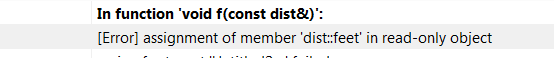 In function 'void f(const dist&)':
[Error] assignment of member 'dist::feet' in read-only object